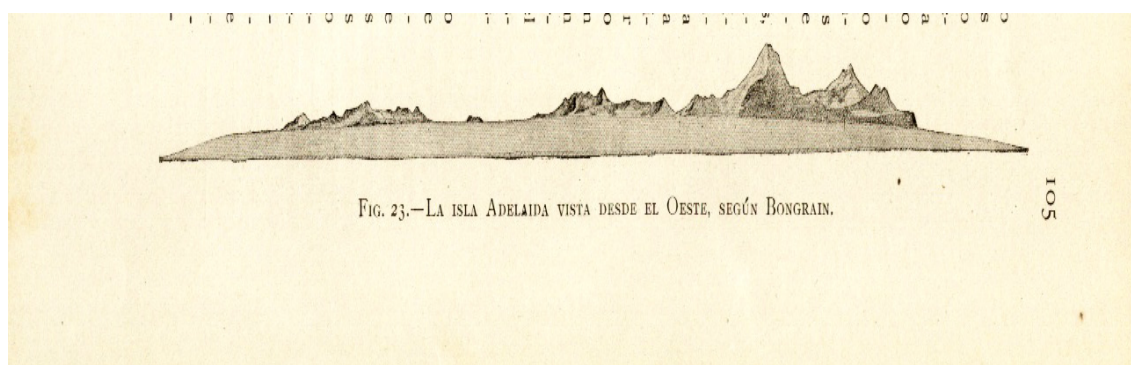 Fig. 23.—La isla Adelaida vista desde el Oeste, según Bongrain.
105